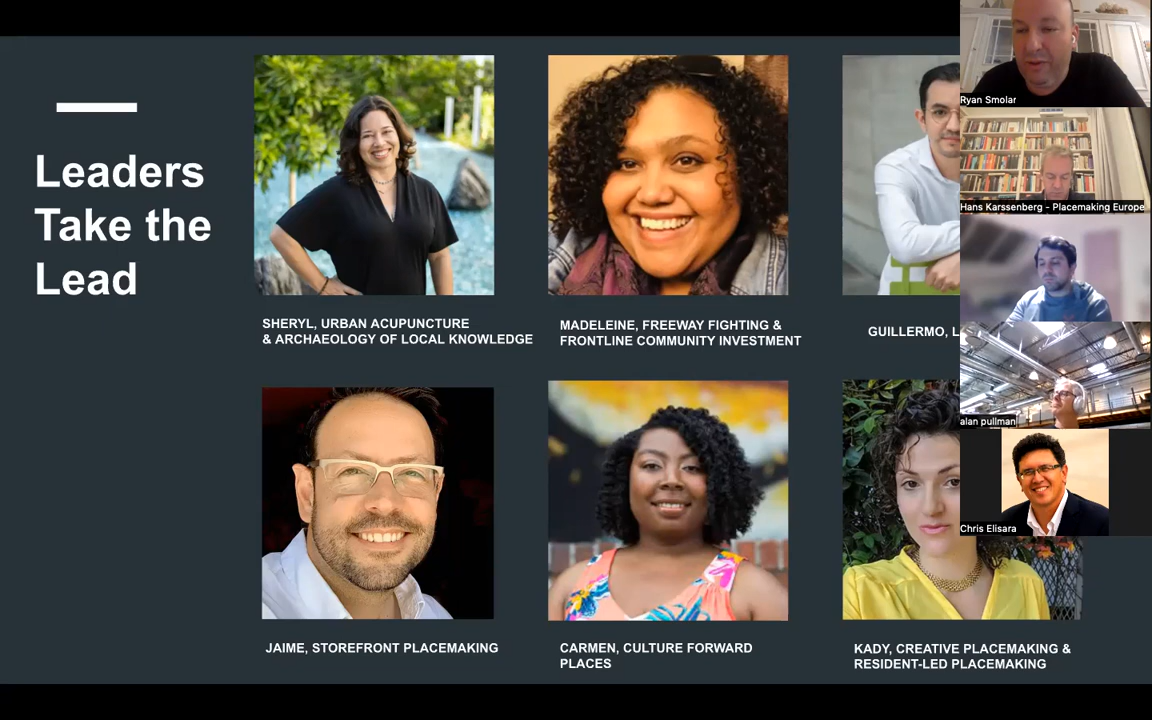 Leaders
Take the
Lead
SHERYL, URBAN ACUPUNCTURE
& ARCHAEOLOGY OF LOCAL KNOWLEDGE
MADELEINE, FREEWAY FIGHTING &
FRONTLINE COMMUNITY INVESTMENT
GUILLERMO, L
JAIME, STOREFRONT PLACEMAKING
CARMEN, CULTURE FORWARD
PLACES
KADY, CREATIVE PLACEMAKING &
RESIDENT-LED PLACEMAKING
Ryan Smolar
Hans Karssenberg - Placemaking Europe
alan pullman
Chris Elisara